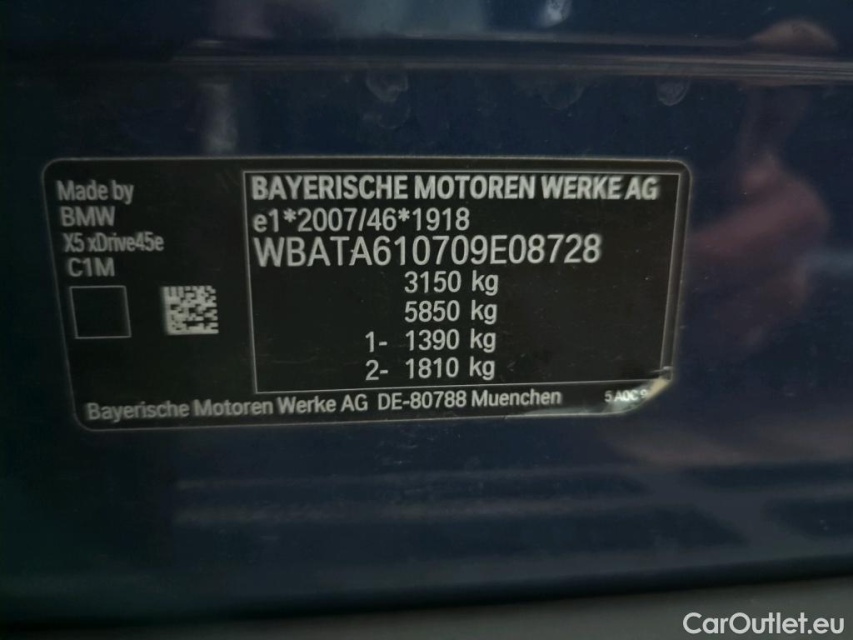 Made by
BMW
X5 xDrive45e
C1M
BAYERISCHE MOTOREN WERKE AG
e1*2007/46*1918
WBATA610709E08728
3150 kg
5850 kg
1- 1390 kg
2- 1810 kg
Bayerische Motoren Werke AG DE-80788 Muenchen
CarOutlet.eu